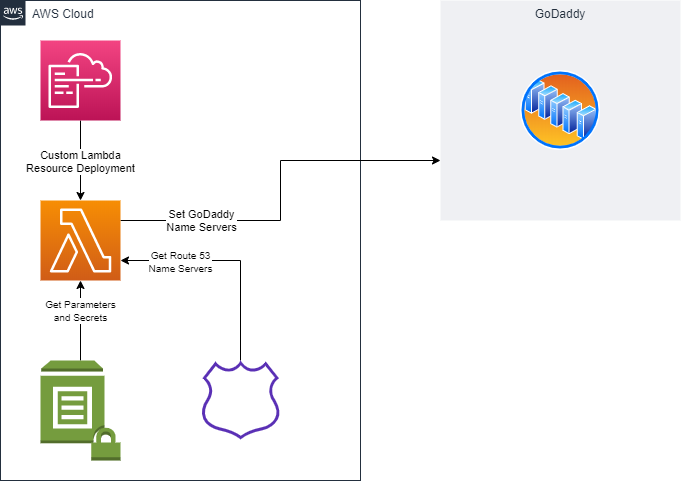 aws
AWS Cloud
GoDaddy
Custom Lambda
Resource Deployment
Set GoDaddy
Name Servers
Get Route 53
Name Servers
Get Parameters
and Secrets